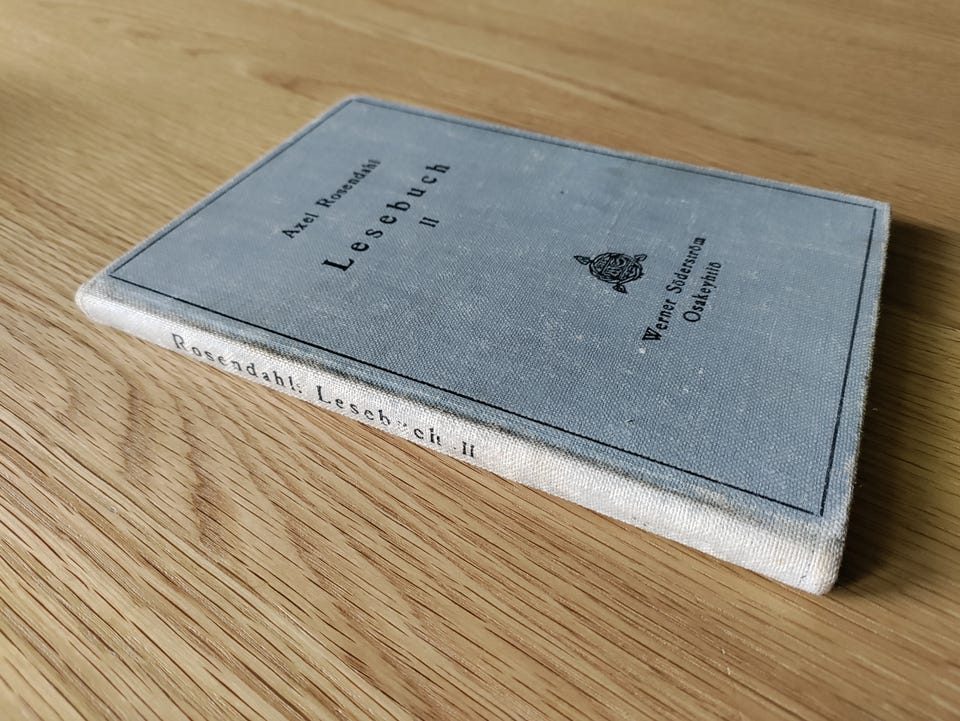 Axel Rosendahl
Lesebuch
II
Werner Söderström
Osakeyhtiö
Rosendahl: Lesebuch II